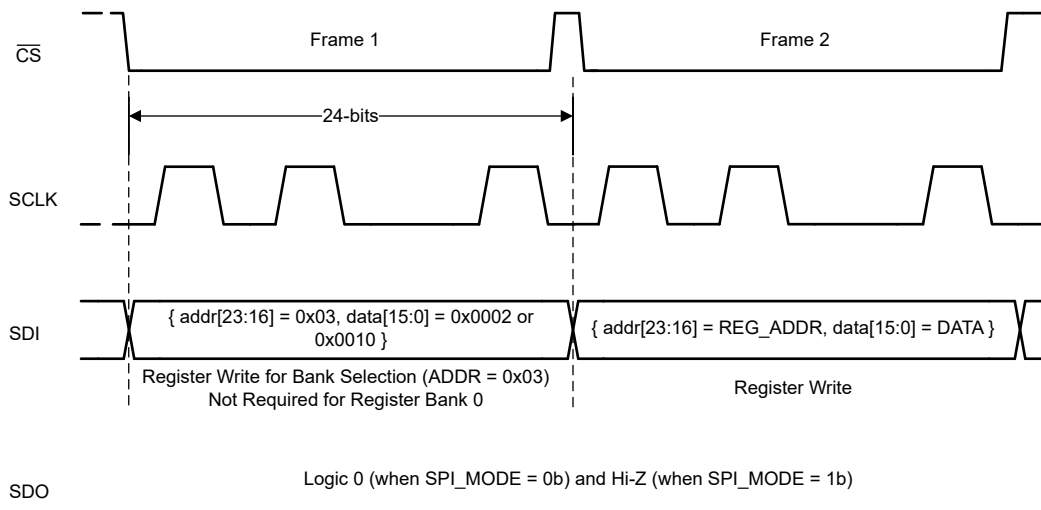 Frame 1
Frame 2
CS
24-bits
SCLK
{ addr[23:16] = 0x03, data[15:0] = 0x0002 or
0x0010 }
{ addr[23:16] = REG_ADDR, data[15:0] = DATA }
SDI
Register Write for Bank Selection (ADDR = 0x03)
Not Required for Register Bank 0
Register Write
Logic 0 (when SPI_MODE = 0b) and Hi-Z (when SPI_MODE = 1b)
SDO